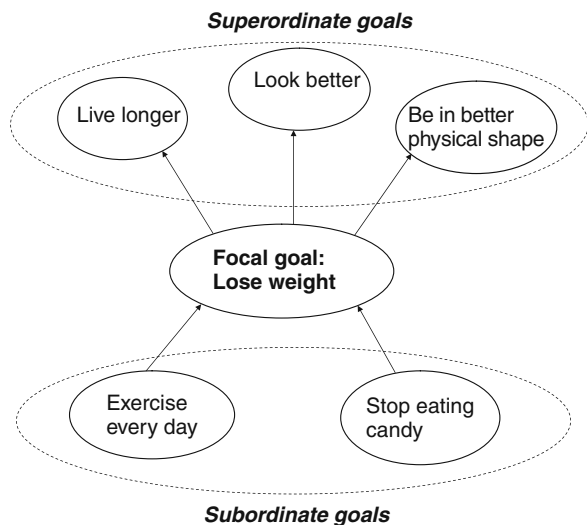 Superordinate goals
Look better
Live longer
Be in better
physical shape
Focal goal:
Lose weight
Exercise
every day
Stop eating
candy
Subordinate goals